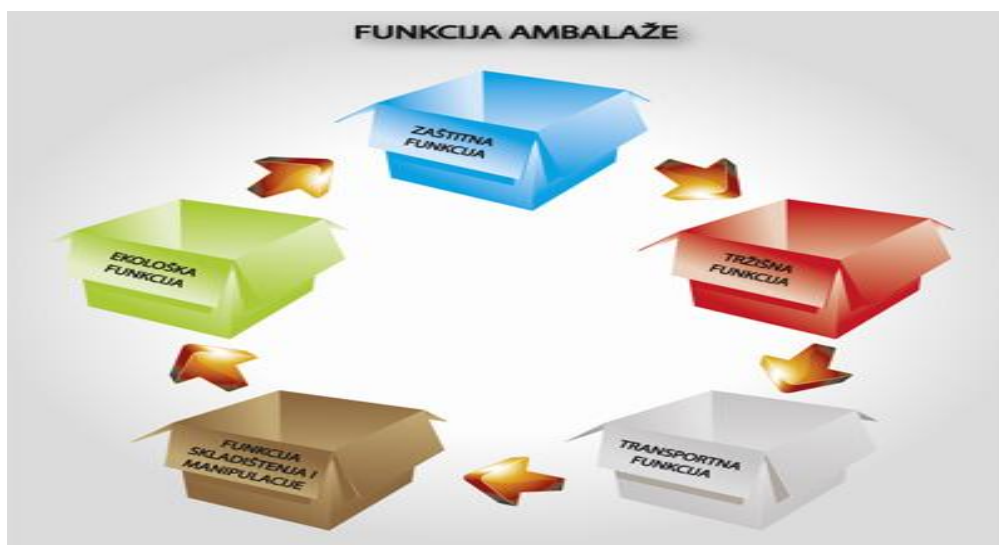 FUNKCIJA AMBALAŽE
ZAŠTITNA
FUNKCIJA
TRŽIŠNA
FUNKCIJA
TRANSPORTNA
FUNKCIJA
FUNKCIJA
SKLADIŠTENJA I
MANIPULACIJE
EKOLOŠKA
FUNKCIJA